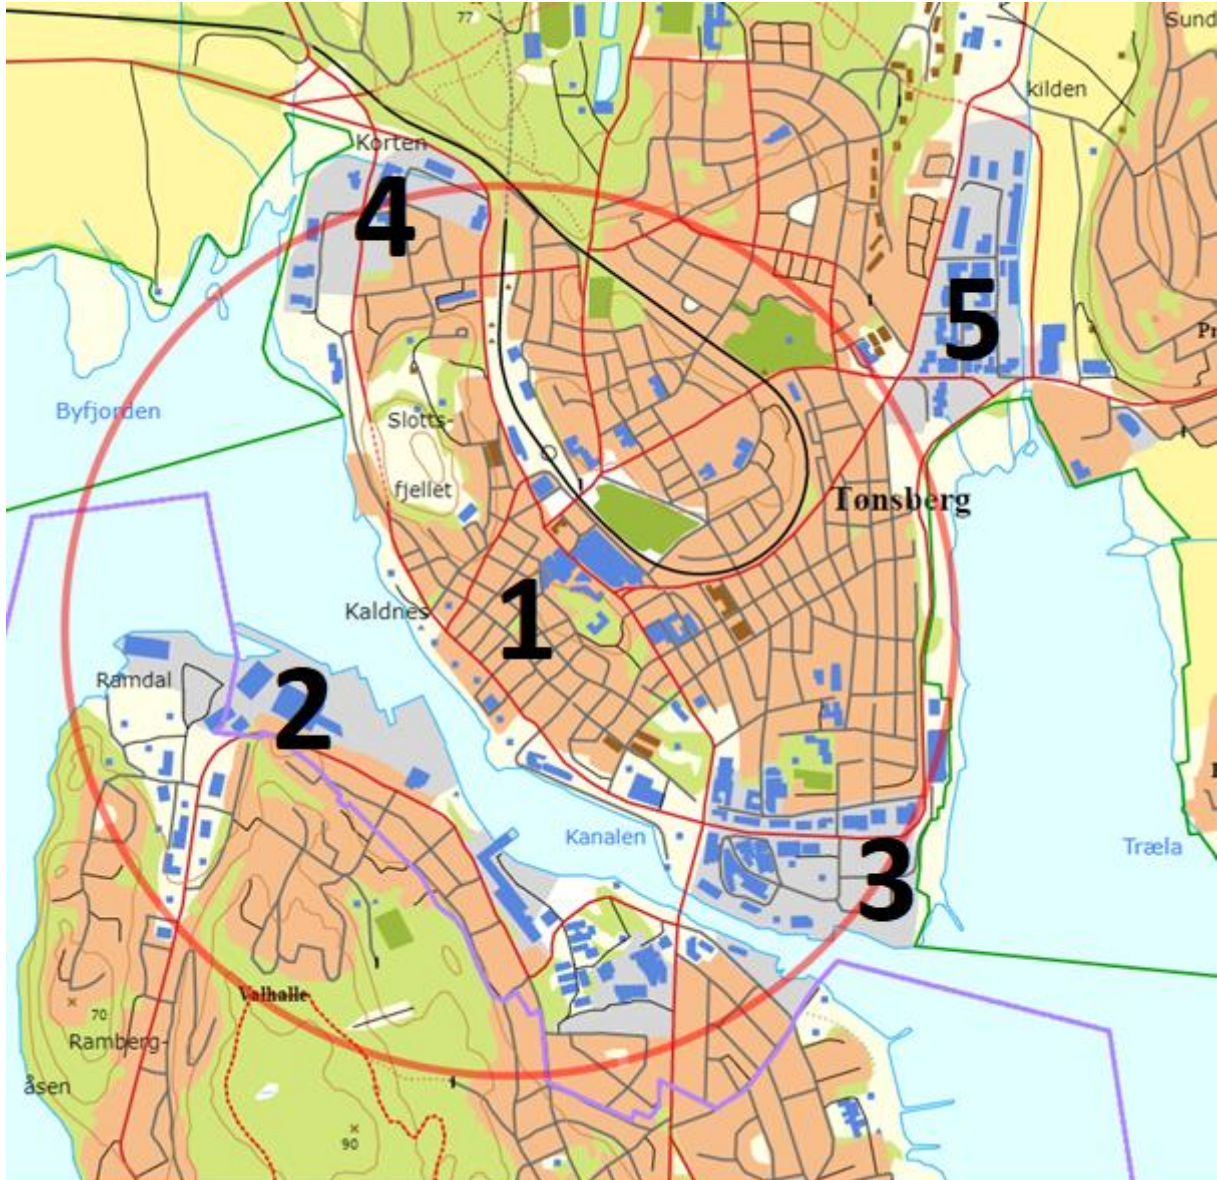 77
Sund
kilden
Korten
4
5
Pr
Byfjorden
Slotts-
fjellet
Tønsberg
1
Kaldnes
Ramdal
2
Kanalen
3
Træla
Valhalle
70
Ramberg-
åsen
90